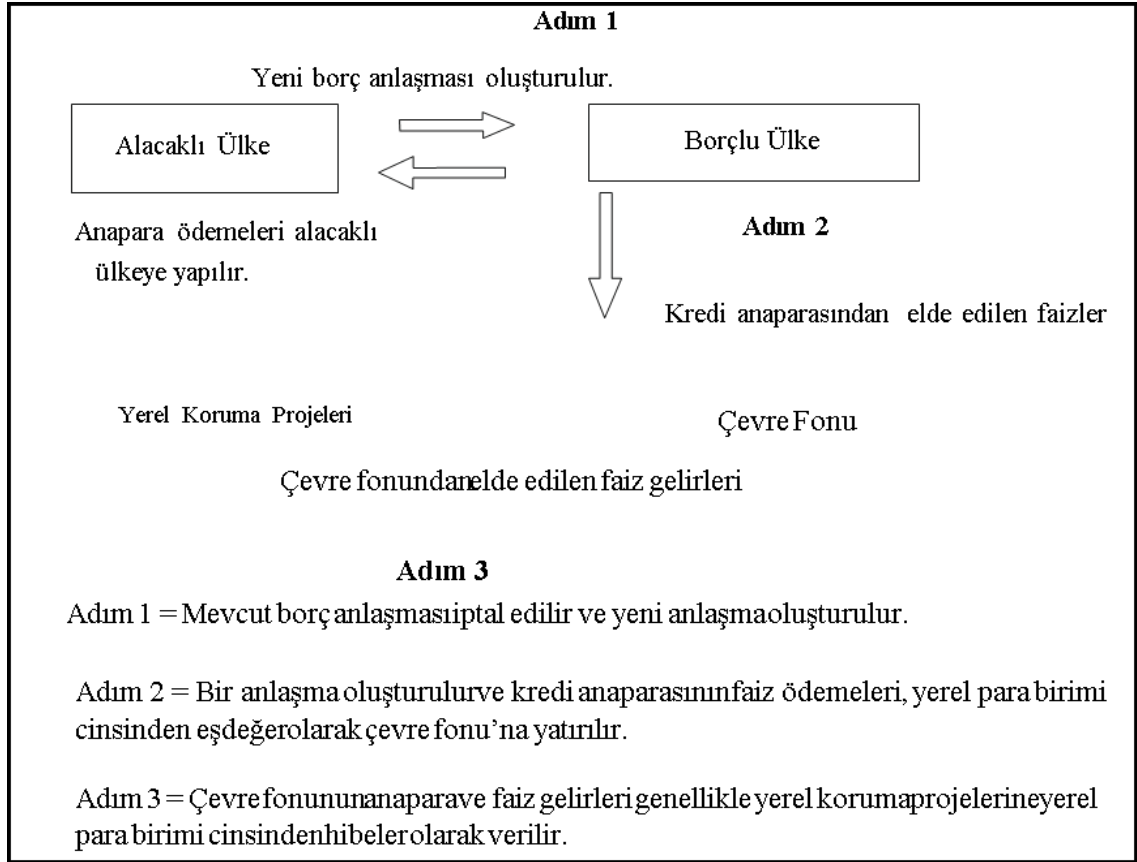 Adım 1
Yeni borç anlaşması oluşturulur.
Alacaklı Ülke
Borçlu Ülke
Anapara ödemeleri alacaklı
ülkeye yapılır.
Adım 2
Kredi anaparasından elde edilen faizler
Yerel Koruma Projeleri
Çevre Fonu
Çevre fonundanelde edilen faiz gelirleri
Adım 3
Adım 1 = Mevcut borç anlaşmasıiptal edilir ve yeni anlaşmaoluşturulur.
Adım 2 = Bir anlaşma oluşturulurve kredi anaparasınınfaiz ödemeleri, yerel para birimi
cinsinden eşdeğerolarak çevre fonu’na yatırılır.
Adım 3 = Çevre fonununanaparave faiz gelirleri genellikle yerel korumaprojelerineyerel
para birimi cinsindenhibeler olarak verilir.